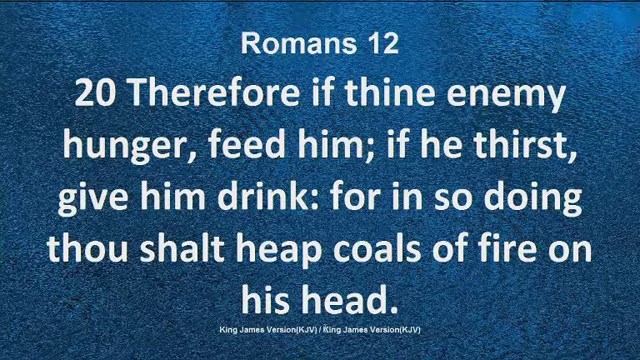 Romans 12
20 Therefore if thine enemy
hunger, feed him; if he thirst,
give him drink: for in so doing
thou shalt heap coals of fire on
his head.
King James Version(KJV) / King James Version(KJV)